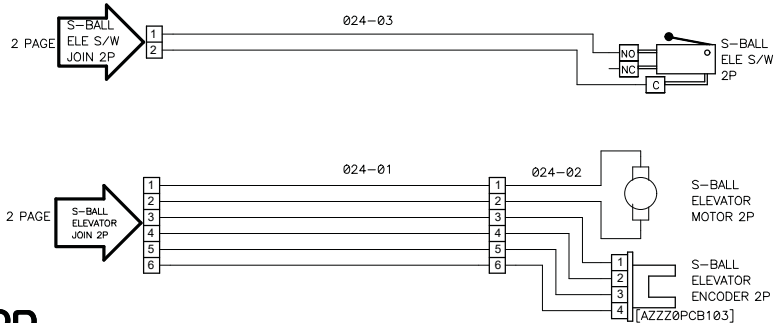 024-03
2 PAGE
S-BALL
ELE S/W
JOIN 2P
1
2
NO
NC
C
S-BALL
ELE S/W
2P
024-01
024-02
2 PAGE
S-BALL
ELEVATOR
JOIN 2P
1
2
3
4
5
6
1
2
3
4
5
6
S-BALL
ELEVATOR
MOTOR 2P
1
2
3
4
S-BALL
ELEVATOR
ENCODER 2P
[AZZZ0PCB103]